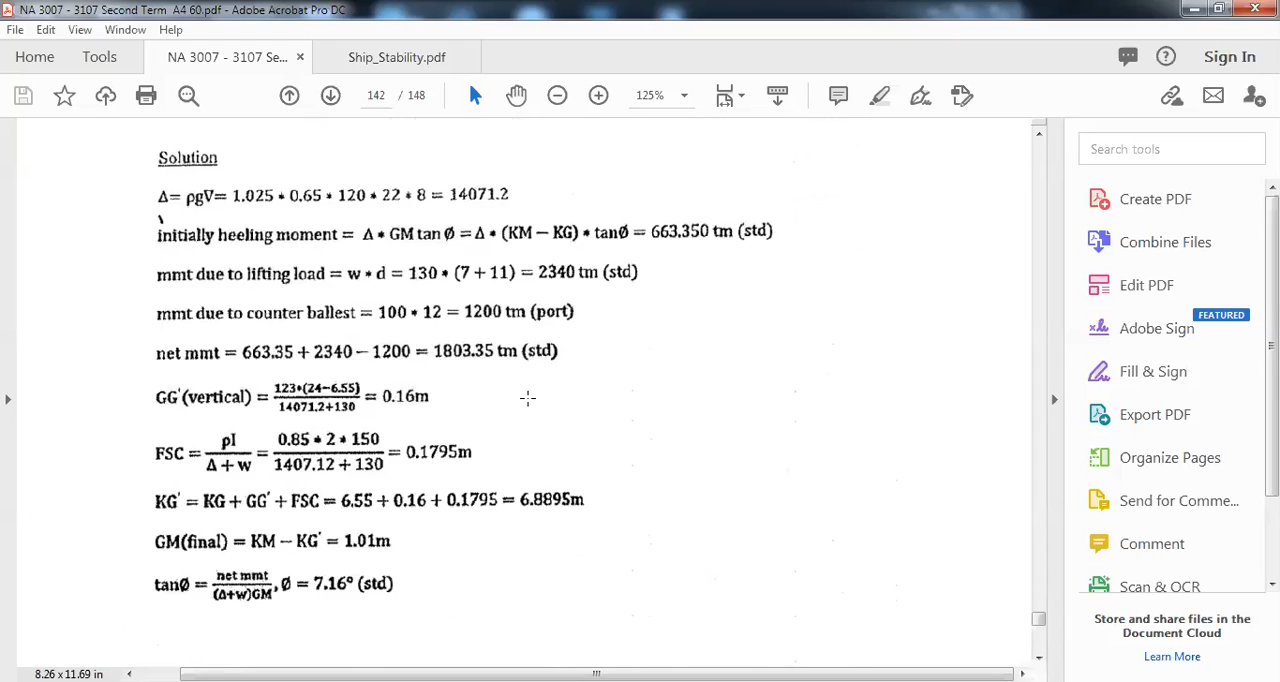 NA 3007 - 3107 Second Term A4 60.pdf - Adobe Acrobat Pro DC
File Edit View Window Help
Home Tools NA 3007 - 3107 Se... × Ship_Stability.pdf Sign In
142 / 148 125%
Solution
Δ= ρg∇= 1.025 * 0.65 * 120 * 22 * 8 = 14071.2
initially heeling moment = Δ * GM tan Ø = Δ * (KM − KG) * tanØ = 663.350 tm (std)
mmt due to lifting load = w * d = 130 * (7 + 11) = 2340 tm (std)
mmt due to counter ballest = 100 * 12 = 1200 tm (port)
net mmt = 663.35 + 2340 − 1200 = 1803.35 tm (std)
GG'(vertical) = 123*(24−6.55) / 14071.2+130 = 0.16m
FSC = ρI / Δ + w = 0.85 * 2 * 150 / 1407.12 + 130 = 0.1795m
KG' = KG + GG' + FSC = 6.55 + 0.16 + 0.1795 = 6.8895m
GM(final) = KM − KG' = 1.01m
tanØ = net mmt / (Δ+w)GM, Ø = 7.16° (std)
8.26 x 11.69 in
Search tools
Create PDF
Combine Files
Edit PDF
FEATURED
Adobe Sign
Fill & Sign
Export PDF
Organize Pages
Send for Comme...
Comment
Scan & OCR
Store and share files in the
Document Cloud
Learn More